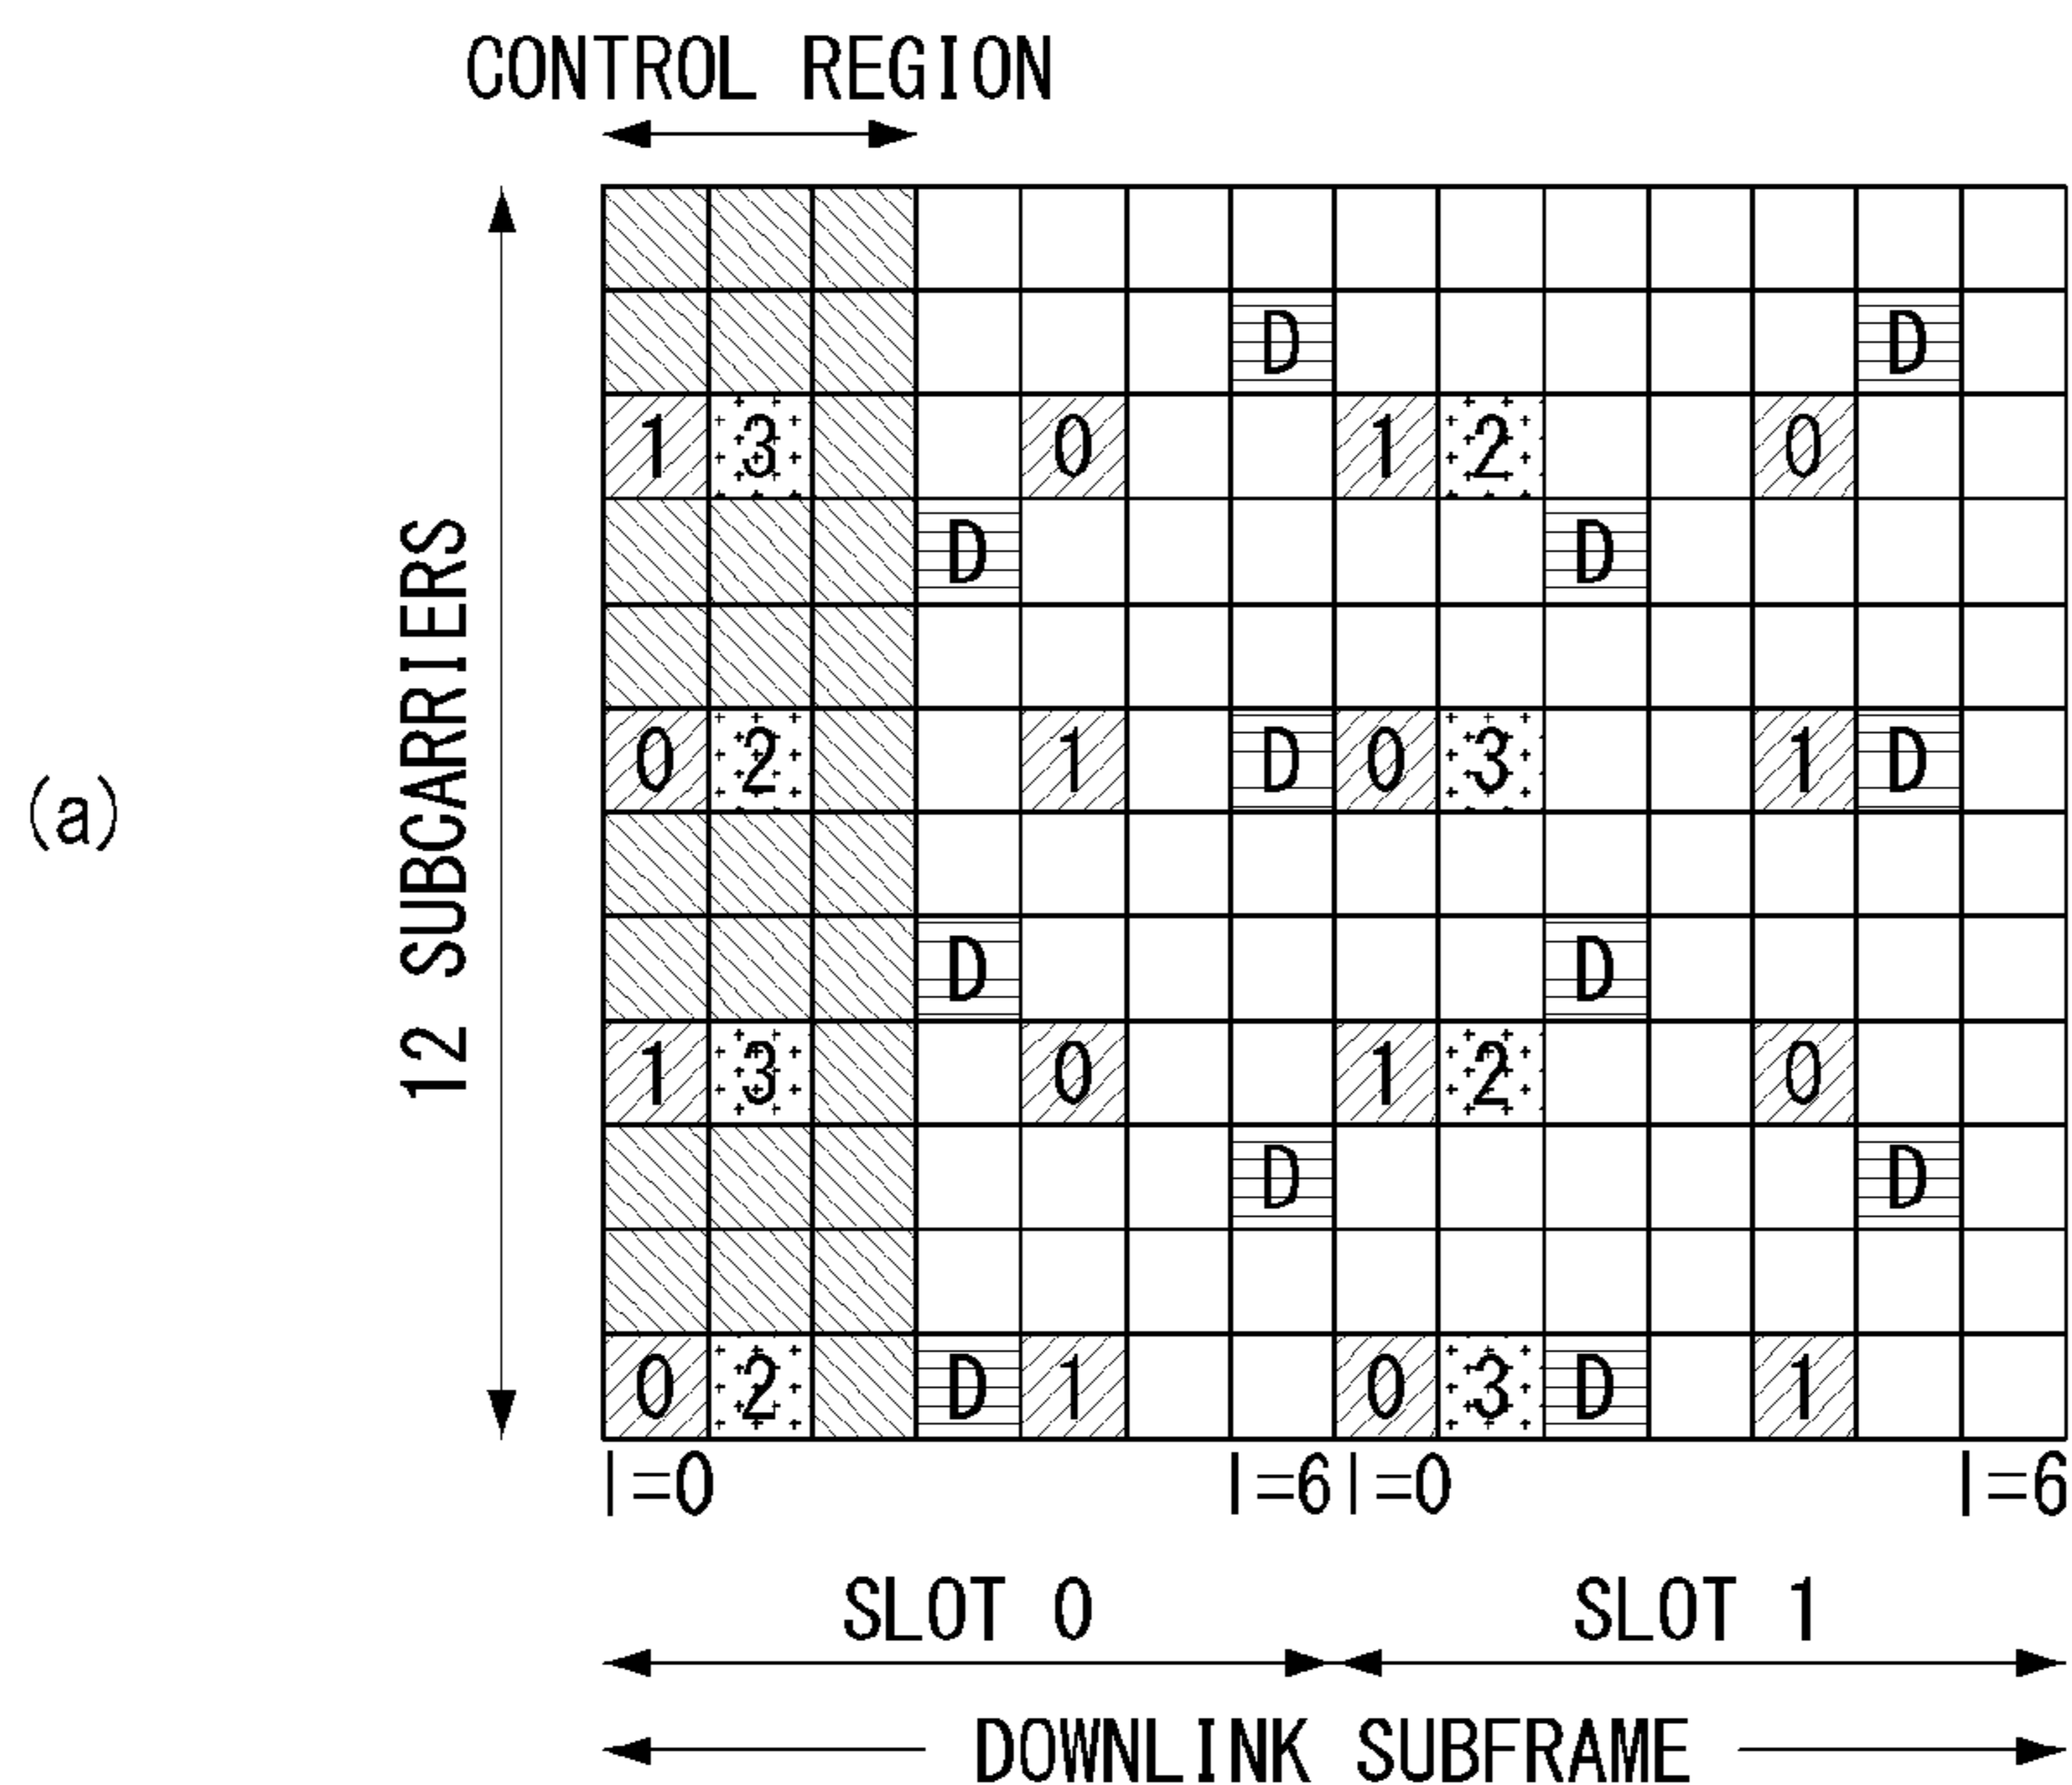 CONTROL REGION
D D
1 3 0 1 2 0
D D
12 SUBCARRIERS
(a)
0 2 1 D 0 3 1 D
D D
1 3 0 1 2 0
D D
0 2 D 1 0 3 D 1
l=0 l=6 l=0 l=6
SLOT 0 SLOT 1
DOWNLINK SUBFRAME